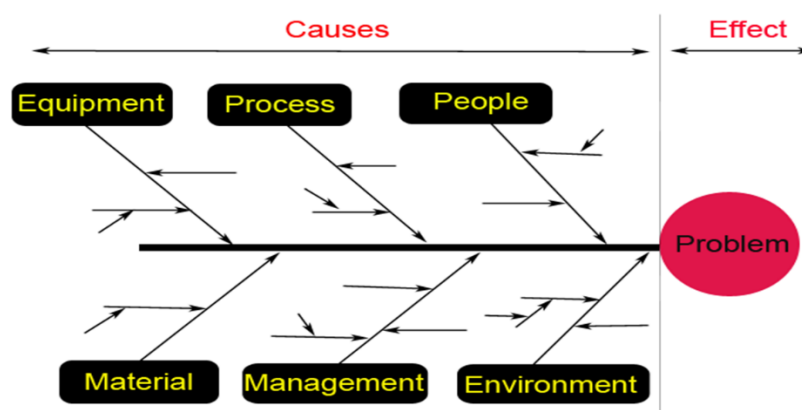 Causes
Effect
Equipment
Process
People
Problem
Material
Management
Environment